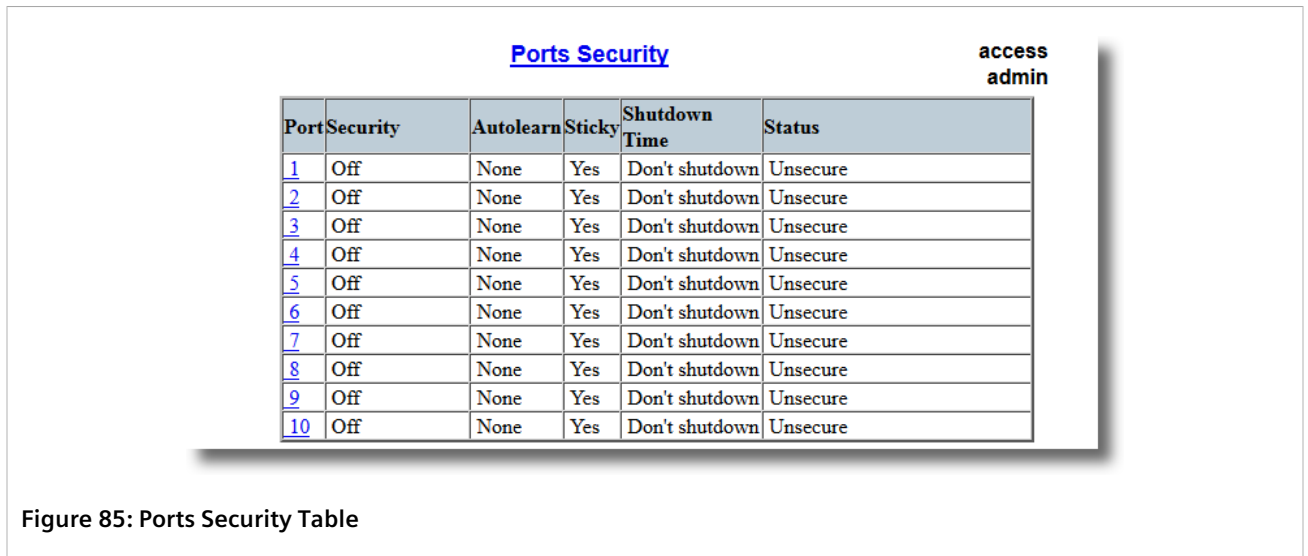 Ports Security
access
admin
Port Security Autolearn Sticky Shutdown Time Status
1 Off None Yes Don't shutdown Unsecure
2 Off None Yes Don't shutdown Unsecure
3 Off None Yes Don't shutdown Unsecure
4 Off None Yes Don't shutdown Unsecure
5 Off None Yes Don't shutdown Unsecure
6 Off None Yes Don't shutdown Unsecure
7 Off None Yes Don't shutdown Unsecure
8 Off None Yes Don't shutdown Unsecure
9 Off None Yes Don't shutdown Unsecure
10 Off None Yes Don't shutdown Unsecure
Figure 85: Ports Security Table